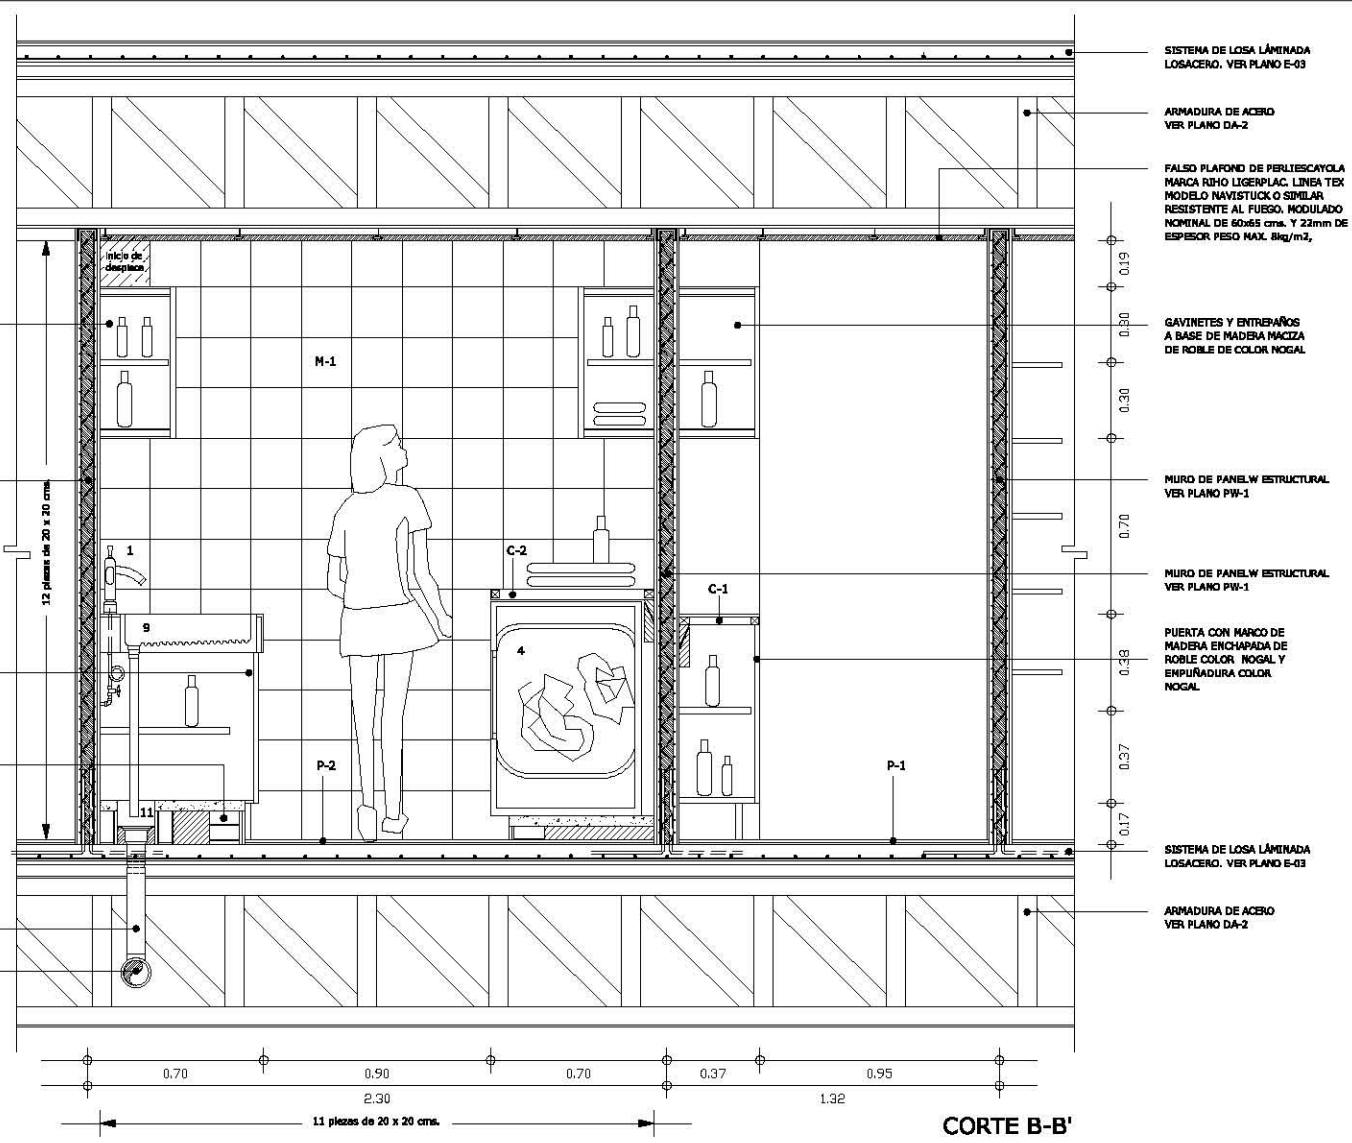 SISTEMA DE LOSA LÁMINADA
LOSACERO. VER PLANO E-03
ARMADURA DE ACERO
VER PLANO DA-2
FALSO PLAFOND DE PERLIESCAYOLA
MARCA RIHO LIGERPLAC. LINEA TEX
MODELO NAVISTUCK O SIMILAR
RESISTENTE AL FUEGO. MODULADO
NOMINAL DE 60x65 cms. Y 22mm DE
ESPESOR PESO MAX. 8kg/m2,
Inicio de
desplace
0.19
GAVINETES Y ENTREPAÑOS
A BASE DE MADERA MACIZA
DE ROBLE DE COLOR NOGAL
0.30
M-1
0.30
12 piezas de 20 x 20 cms.
MURO DE PANELW ESTRUCTURAL
VER PLANO PW-1
0.70
1
C-2
MURO DE PANELW ESTRUCTURAL
VER PLANO PW-1
C-1
9
4
PUERTA CON MARCO DE
MADERA ENCHAPADA DE
ROBLE COLOR NOGAL Y
EMPUÑADURA COLOR
NOGAL
0.38
P-2
P-1
0.37
11
0.17
SISTEMA DE LOSA LÁMINADA
LOSACERO. VER PLANO E-03
ARMADURA DE ACERO
VER PLANO DA-2
0.70 0.90 0.70 0.37 0.95
2.30 1.32
11 piezas de 20 x 20 cms.
CORTE B-B'